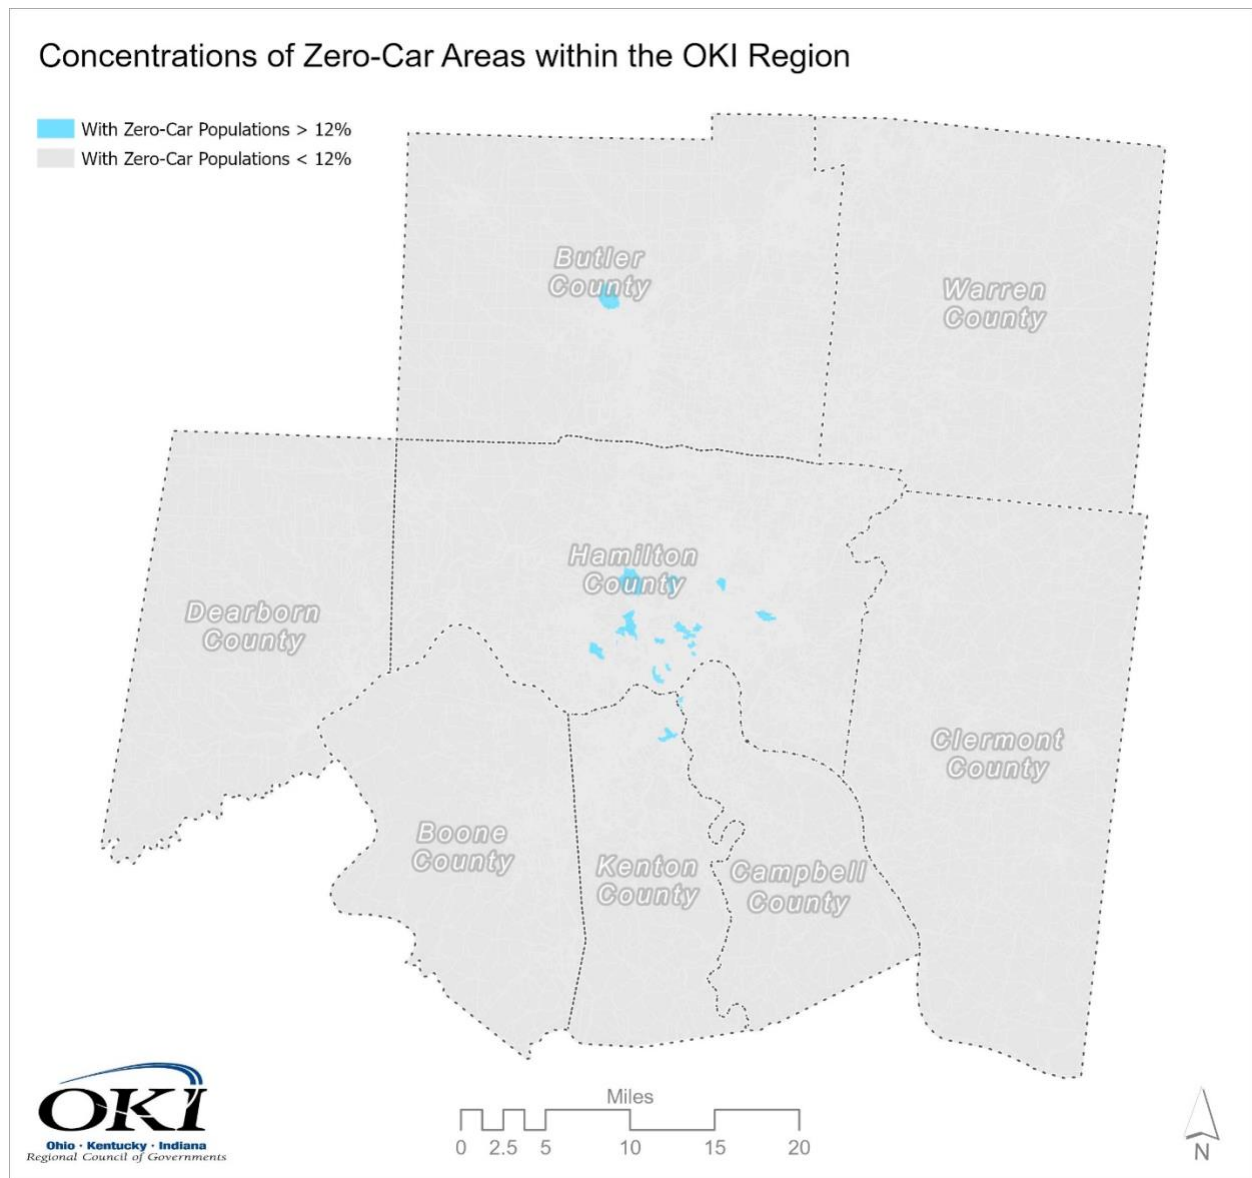 Concentrations of Zero-Car Areas within the OKI Region
With Zero-Car Populations > 12%
With Zero-Car Populations < 12%
Butler
County
Warren
County
Hamilton
County
Dearborn
County
Clermont
County
Boone
County
Kenton
County
Campbell
County
OKI
Ohio · Kentucky · Indiana
Regional Council of Governments
Miles
0 2.5 5 10 15 20
N